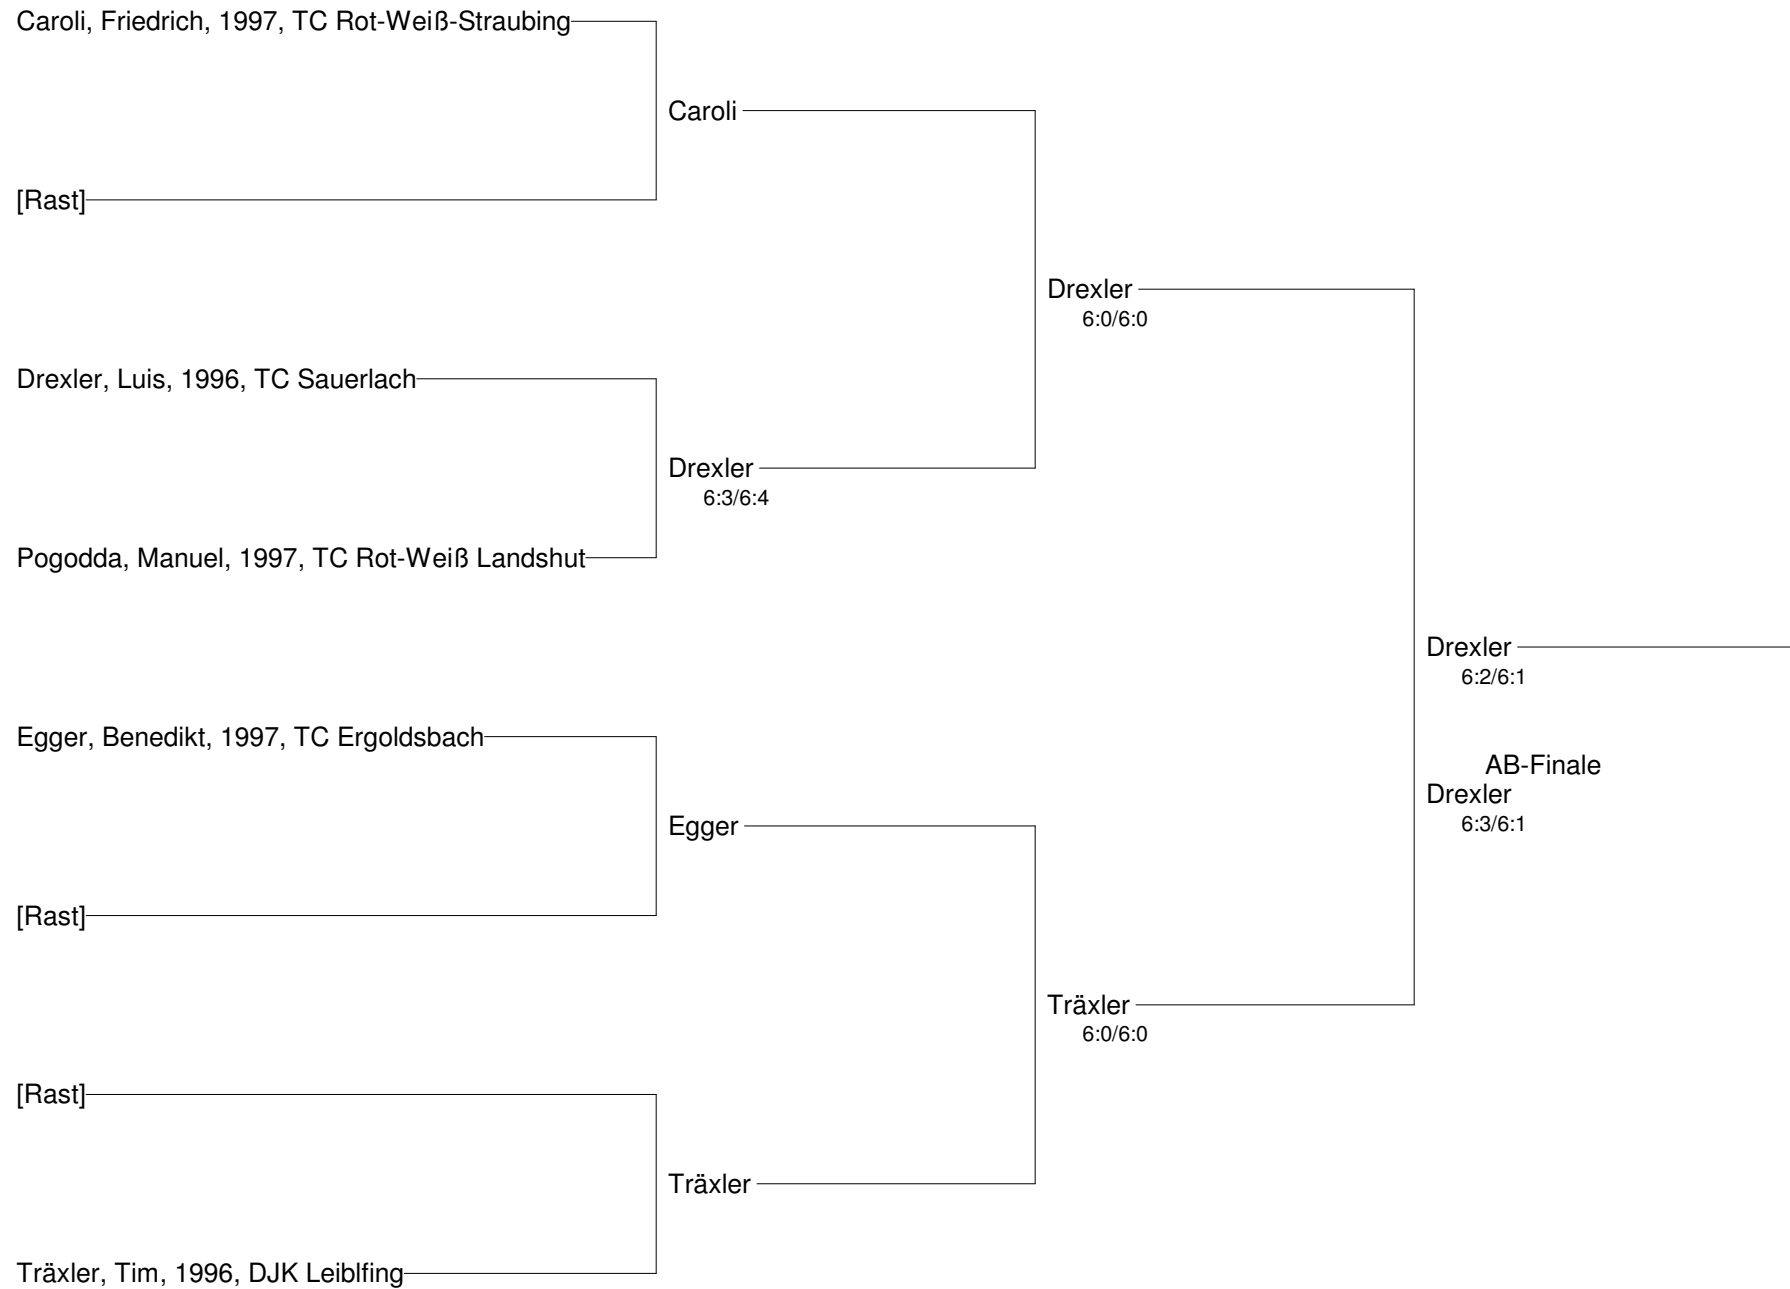 Caroli, Friedrich, 1997, TC Rot-Weiß-Straubing
Caroli
[Rast]
Drexler
6:0/6:0
Drexler, Luis, 1996, TC Sauerlach
Drexler
6:3/6:4
Pogodda, Manuel, 1997, TC Rot-Weiß Landshut
Drexler
6:2/6:1
Egger, Benedikt, 1997, TC Ergoldsbach
AB-Finale
Drexler
6:3/6:1
Egger
[Rast]
Träxler
6:0/6:0
[Rast]
Träxler
Träxler, Tim, 1996, DJK Leiblfing